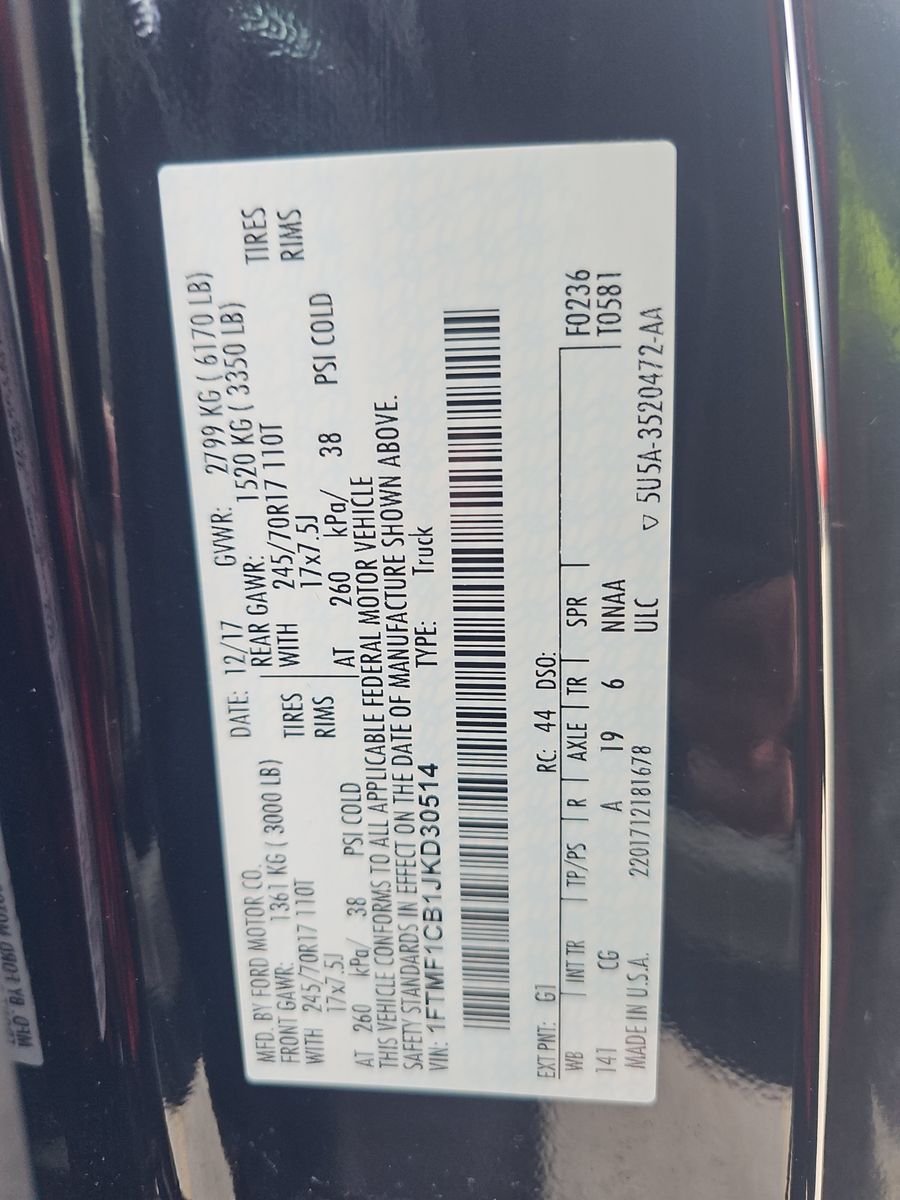 MFD. BY FORD MOTOR CO.
DATE: 12/17 GVWR: 2799 KG ( 6170 LB)
FRONT GAWR: 1361 KG ( 3000 LB)
REAR GAWR: 1520 KG ( 3350 LB)
WITH 245/70R17 110T TIRES
WITH 245/70R17 110T TIRES
17x7.5J RIMS
17x7.5J RIMS
AT 260 kPa/ 38 PSI COLD
AT 260 kPa/ 38 PSI COLD
THIS VEHICLE CONFORMS TO ALL APPLICABLE FEDERAL MOTOR VEHICLE
SAFETY STANDARDS IN EFFECT ON THE DATE OF MANUFACTURE SHOWN ABOVE.
VIN: 1FTMF1CB1JKD30514 TYPE: Truck
EXT PNT: G1 RC: 44 DSO:
WB INT TR TP/PS R AXLE TR SPR F0236
141 CG A 19 6 NNAA T0581
MADE IN U.S.A. 2201712181678 ULC ▽ 5U5A-3520472-AA